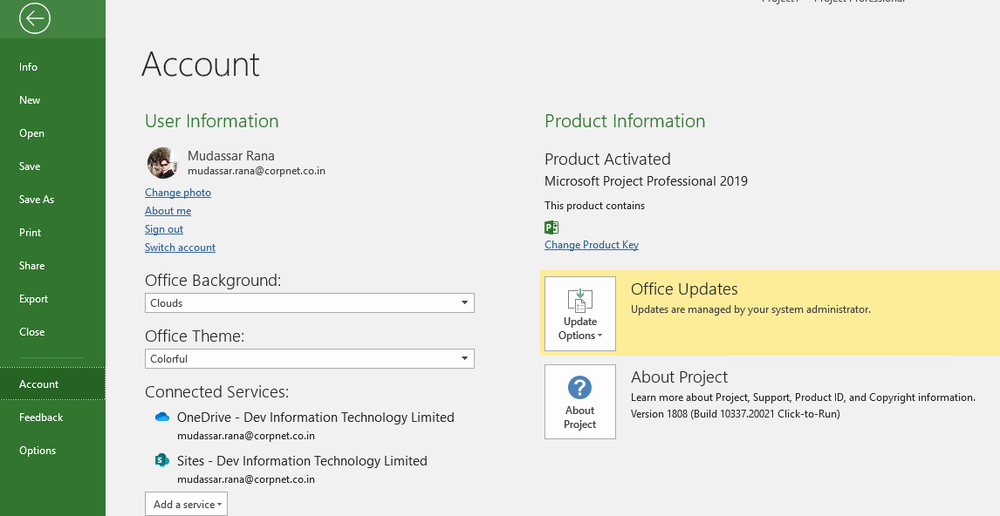 Project1 - Project Professional
Info
New
Open
Save
Save As
Print
Share
Export
Close
Account
Feedback
Options
Account
User Information
Mudassar Rana
mudassar.rana@corpnet.co.in
Change photo
About me
Sign out
Switch account
Office Background:
Clouds
Office Theme:
Colorful
Connected Services:
OneDrive - Dev Information Technology Limited
mudassar.rana@corpnet.co.in
Sites - Dev Information Technology Limited
mudassar.rana@corpnet.co.in
Add a service
Product Information
Product Activated
Microsoft Project Professional 2019
This product contains
Change Product Key
Update
Options
Office Updates
Updates are managed by your system administrator.
About
Project
About Project
Learn more about Project, Support, Product ID, and Copyright information.
Version 1808 (Build 10337.20021 Click-to-Run)